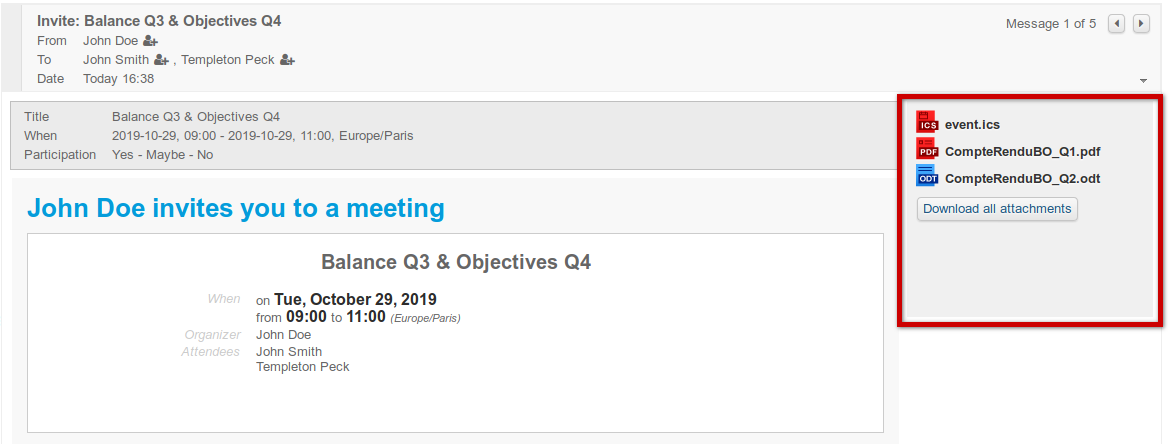 Invite: Balance Q3 & Objectives Q4
Message 1 of 5
From John Doe
To John Smith , Templeton Peck
Date Today 16:38
Title Balance Q3 & Objectives Q4
When 2019-10-29, 09:00 - 2019-10-29, 11:00, Europe/Paris
Participation Yes - Maybe - No
ICS event.ics
PDF CompteRenduBO_Q1.pdf
ODT CompteRenduBO_Q2.odt
Download all attachments
John Doe invites you to a meeting
Balance Q3 & Objectives Q4
When on Tue, October 29, 2019
from 09:00 to 11:00 (Europe/Paris)
Organizer John Doe
Attendees John Smith
Templeton Peck